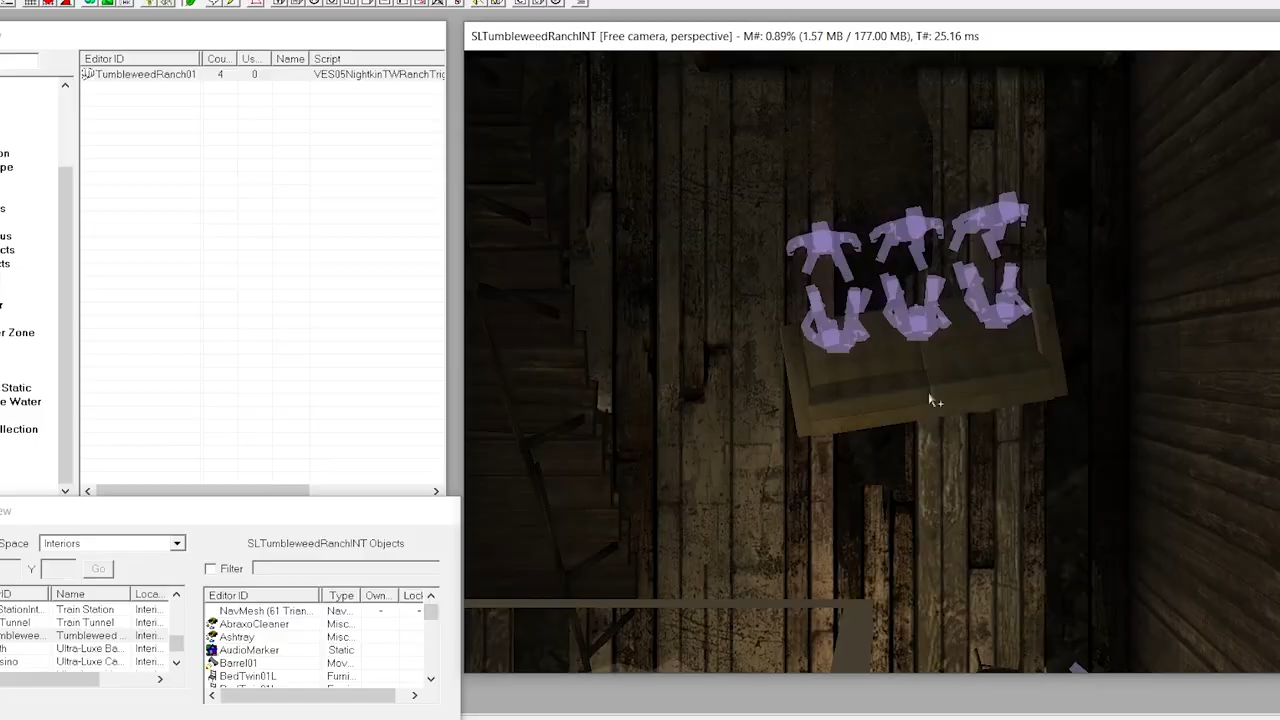 SLTumbleweedRanchINT [Free camera, perspective] - M#: 0.89% (1.57 MB / 177.00 MB), T#: 25.16 ms
Editor ID Cou... Us... Name Script
TumbleweedRanch01 4 0 VES05NightkinTWRanchTrig
on
pe
s
us
cts
cts
r
er Zone
Static
e Water
ollection
ew
Space Interiors
Y Go
ID Name Loca...
StationInt... Train Station Interi...
Tunnel Train Tunnel Interi...
mblewee... Tumbleweed ... Interi...
th Ultra-Luxe Ba... Interi...
sino Ultra-Luxe Ca... Interi...
SLTumbleweedRanchINT Objects
Filter
Editor ID Type Own... Lock
NavMesh (61 Trian... Nav... - -
AbraxoCleaner Misc...
Ashtray Misc...
AudioMarker Static
Barrel01 Mov...
BedTwin01L Furni...